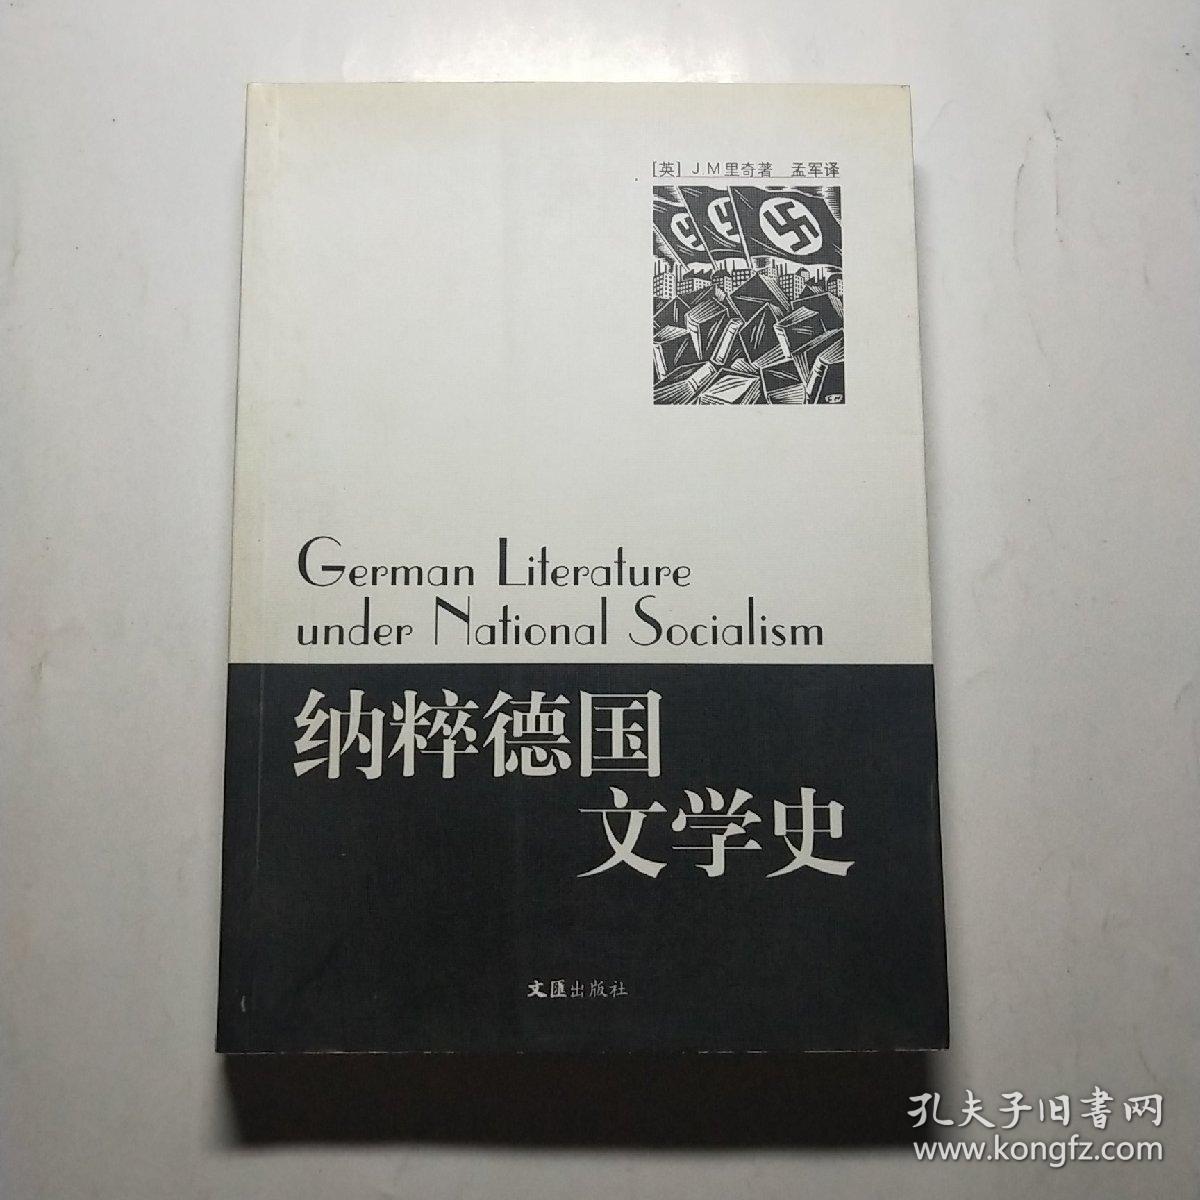 [英] J.M里奇著 孟军译
German Literature
under National Socialism
纳粹德国
文学史
文匯出版社
孔夫子旧書网
www.kongfz.com